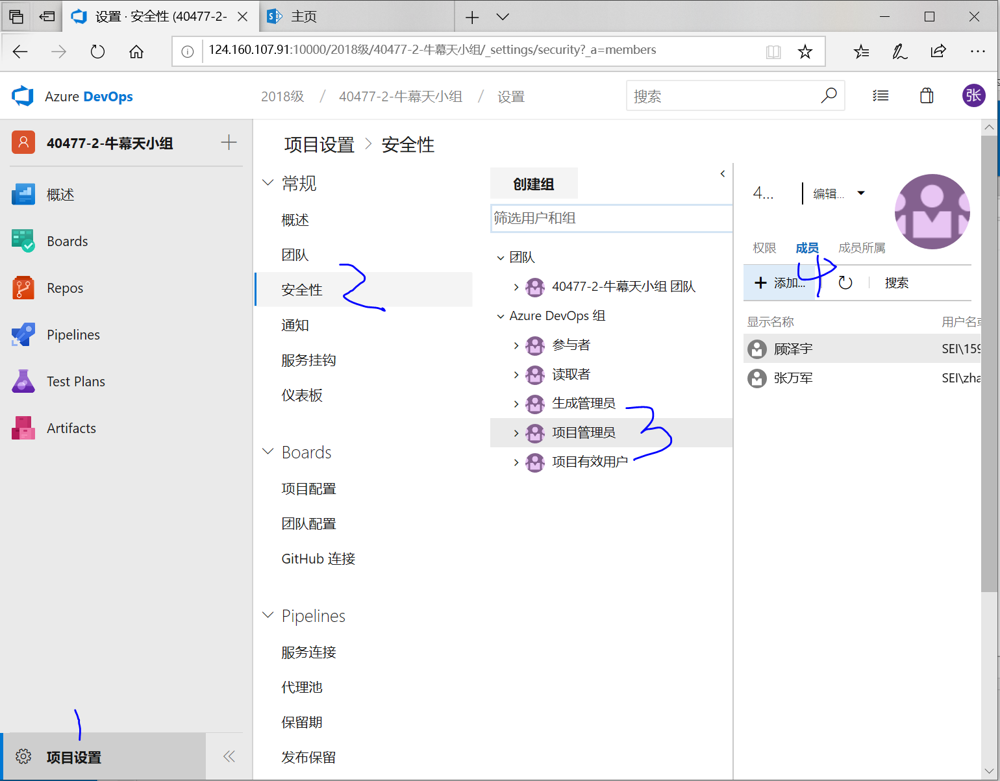 设置 · 安全性 (40477-2-
主页
124.160.107.91:10000/2018级/40477-2-牛幕天小组/_settings/security?_a=members
Azure DevOps
2018级 / 40477-2-牛幕天小组 / 设置
搜索
张
40477-2-牛幕天小组
概述
Boards
Repos
Pipelines
Test Plans
Artifacts
1
项目设置
项目设置 > 安全性
常规
概述
团队
安全性
2
通知
服务挂钩
仪表板
Boards
项目配置
团队配置
GitHub 连接
Pipelines
服务连接
代理池
保留期
发布保留
创建组
筛选用户和组
团队
40477-2-牛幕天小组 团队
Azure DevOps 组
参与者
读取者
生成管理员
项目管理员
3
项目有效用户
4...
编辑...
权限 成员 成员所属
4
添加... 搜索
显示名称 用户名或
顾泽宇 SEI\159
张万军 SEI\zha